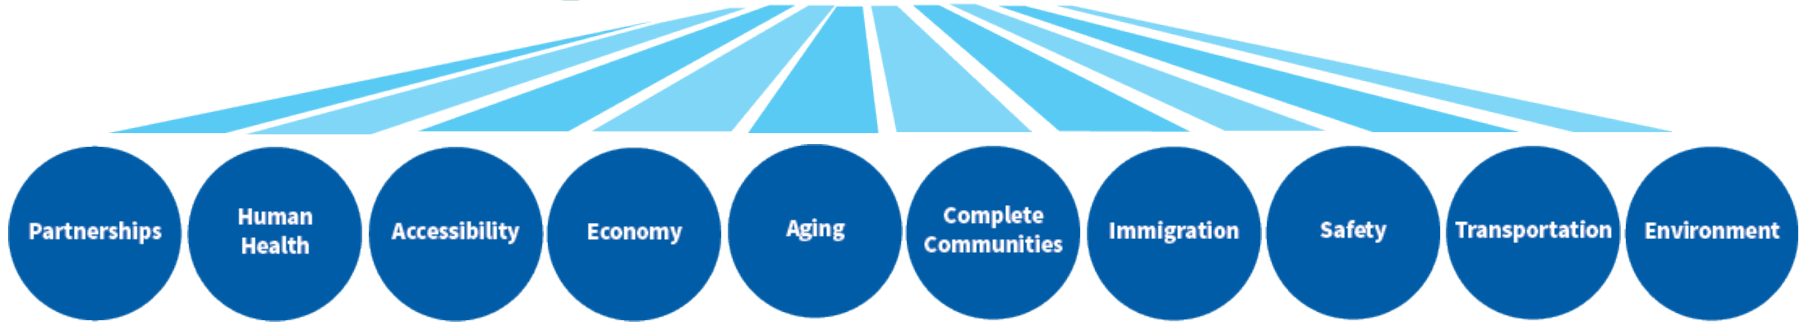 Partnerships
Human
Health
Accessibility
Economy
Aging
Complete
Communities
Immigration
Safety
Transportation
Environment